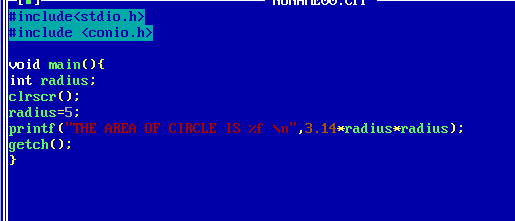 NONAME00.CPP
#include<stdio.h>
#include <conio.h>
void main(){
int radius;
clrscr();
radius=5;
printf("THE AREA OF CIRCLE IS %f \n",3.14*radius*radius);
getch();
}